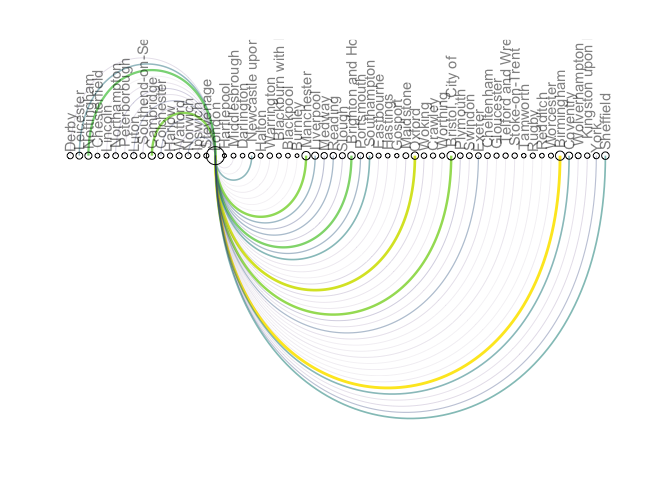 Derby
Leicester
Nottingham
Chesterfield
Lincoln
Northampton
Peterborough
Luton
Southend-on-Se
Cambridge
Colchester
Harlow
Watford
Norwich
Ipswich
Stevenage
London
Hartlepool
Middlesbrough
Darlington
Newcastle upon
Halton
Warrington
Blackburn with
Blackpool
Burnley
Manchester
Liverpool
Medway
Reading
Slough
Brighton and Ho
Portsmouth
Southampton
Eastbourne
Hastings
Gosport
Maidstone
Oxford
Woking
Crawley
Worthing
Bristol, City of
Plymouth
Swindon
Exeter
Cheltenham
Gloucester
Telford and Wre
Stoke-on-Trent
Tamworth
Rugby
Redditch
Worcester
Birmingham
Coventry
Wolverhampton
Kingston upon
York
Sheffield